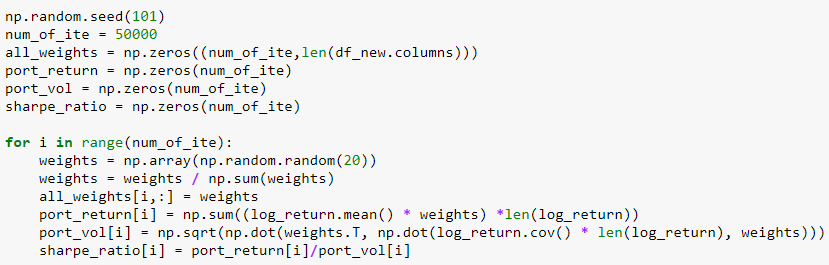 np.random.seed(101)
num_of_ite = 50000
all_weights = np.zeros((num_of_ite,len(df_new.columns)))
port_return = np.zeros(num_of_ite)
port_vol = np.zeros(num_of_ite)
sharpe_ratio = np.zeros(num_of_ite)

for i in range(num_of_ite):
    weights = np.array(np.random.random(20))
    weights = weights / np.sum(weights)
    all_weights[i,:] = weights
    port_return[i] = np.sum((log_return.mean() * weights) *len(log_return))
    port_vol[i] = np.sqrt(np.dot(weights.T, np.dot(log_return.cov() * len(log_return), weights)))
    sharpe_ratio[i] = port_return[i]/port_vol[i]